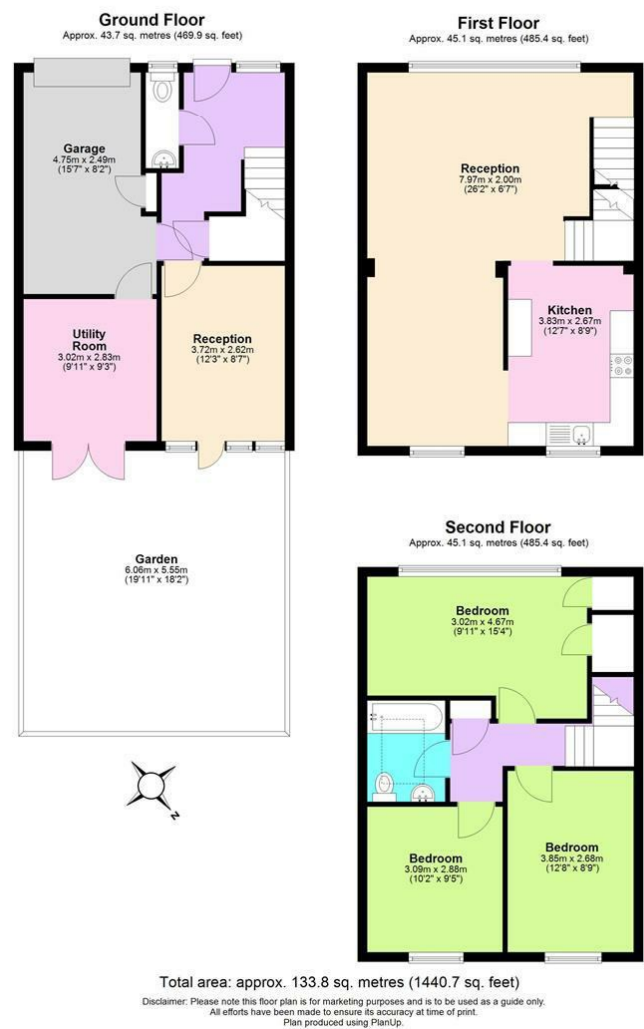 Ground Floor
Approx. 43.7 sq. metres (469.9 sq. feet)
Garage
4.75m x 2.49m
(15'7" x 8'2")
Utility
Room
3.02m x 2.83m
(9'11" x 9'3")
Reception
3.72m x 2.62m
(12'3" x 8'7")
Garden
6.06m x 5.55m
(19'11" x 18'2")
N
First Floor
Approx. 45.1 sq. metres (485.4 sq. feet)
Reception
7.97m x 2.00m
(26'2" x 6'7")
Kitchen
3.83m x 2.67m
(12'7" x 8'9")
Second Floor
Approx. 45.1 sq. metres (485.4 sq. feet)
Bedroom
3.02m x 4.67m
(9'11" x 15'4")
Bedroom
3.09m x 2.88m
(10'2" x 9'5")
Bedroom
3.85m x 2.68m
(12'8" x 8'9")
Total area: approx. 133.8 sq. metres (1440.7 sq. feet)
Disclaimer: Please note this floor plan is for marketing purposes and is to be used as a guide only.
All efforts have been made to ensure its accuracy at time of print.
Plan produced using PlanUp.